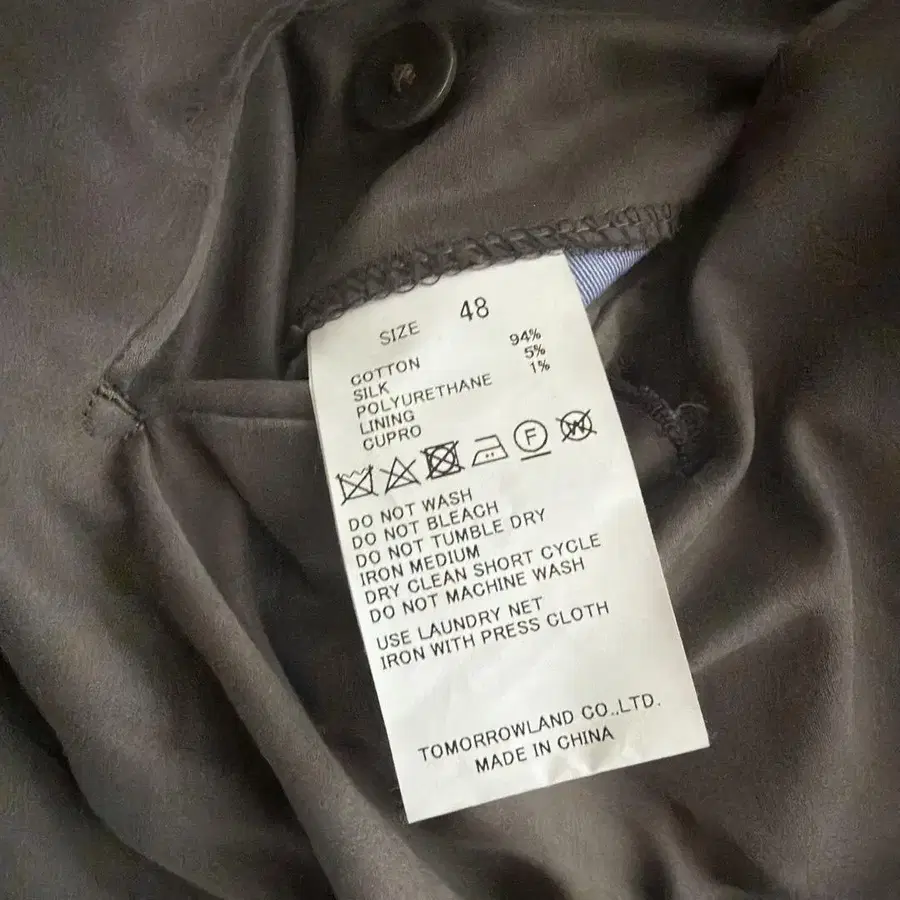 SIZE 48
COTTON 94%
SILK 5%
POLYURETHANE 1%
LINING
CUPRO
F W
DO NOT WASH
DO NOT BLEACH
DO NOT TUMBLE DRY
IRON MEDIUM
DRY CLEAN SHORT CYCLE
DO NOT MACHINE WASH
USE LAUNDRY NET
IRON WITH PRESS CLOTH
TOMORROWLAND CO.,LTD.
MADE IN CHINA